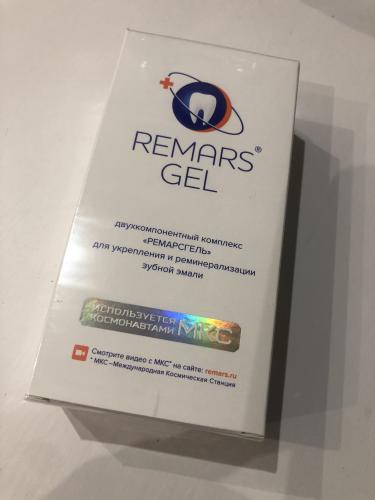 REMARS®
GEL
двухкомпонентный комплекс
«РЕМАРСГЕЛЬ»
для укрепления и реминерализации
зубной эмали
ИСПОЛЬЗУЕТСЯ
КОСМОНАВТАМИ МКС
Смотрите видео с МКС* на сайте: remars.ru
* МКС –Международная Космическая Станция